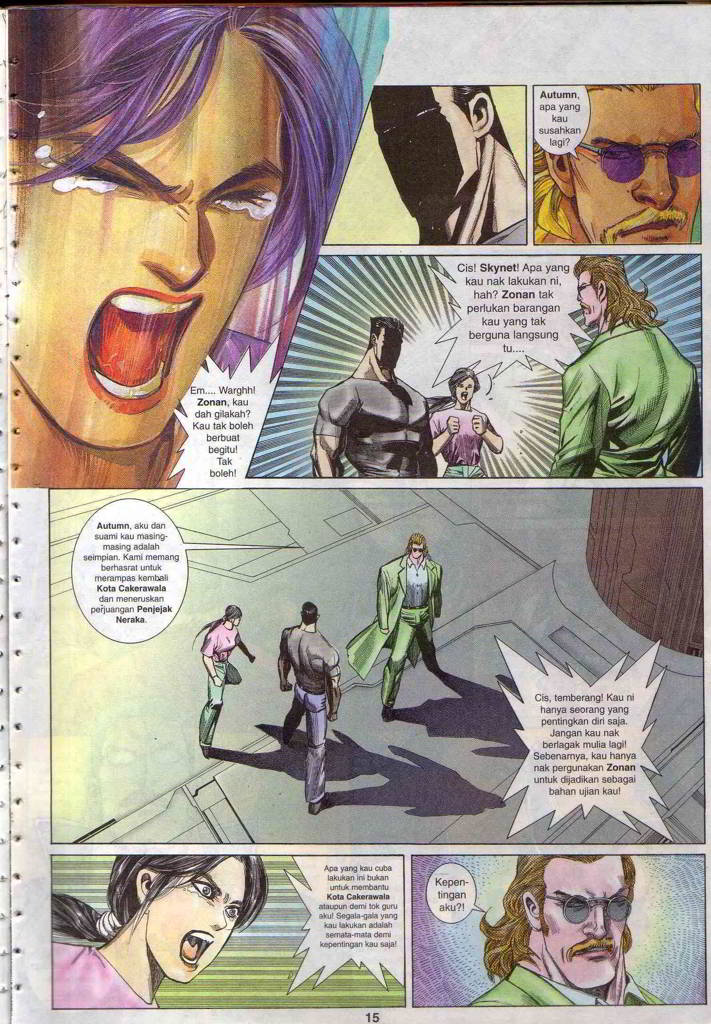 Em.... Warghh!
Zonan, kau
dah gilakah?
Kau tak
boleh
berbuat
begitu!
Tak
boleh!
Autumn,
apa yang
kau
susahkan
lagi?
Cis! Skynet! Apa yang
kau nak lakukan ni,
hah? Zonan tak
perlukan barangan
kau yang tak
berguna langsung
tu....
Autumn, aku dan
suami kau masing-
masing adalah
seimpian. Kami memang
berhasrat untuk
merampas kembali
Kota Cakerawala
dan meneruskan
perjuangan Penjejak
Neraka.
Cis, temberang! Kau ni
hanya seorang yang
pentingkan diri saja.
Jangan kau nak
berlagak mulia lagi!
Sebenarnya, kau hanya
nak pergunakan Zonan
untuk dijadikan sebagai
bahan ujian kau!
Apa yang kau cuba
lakukan ini bukan
untuk membantu
Kota Cakerawala
ataupun demi tok guru
aku! Segala-gala yang
kau lakukan adalah
semata-mata demi
kepentingan kau saja!
Kepen-
tingan
aku?!
15